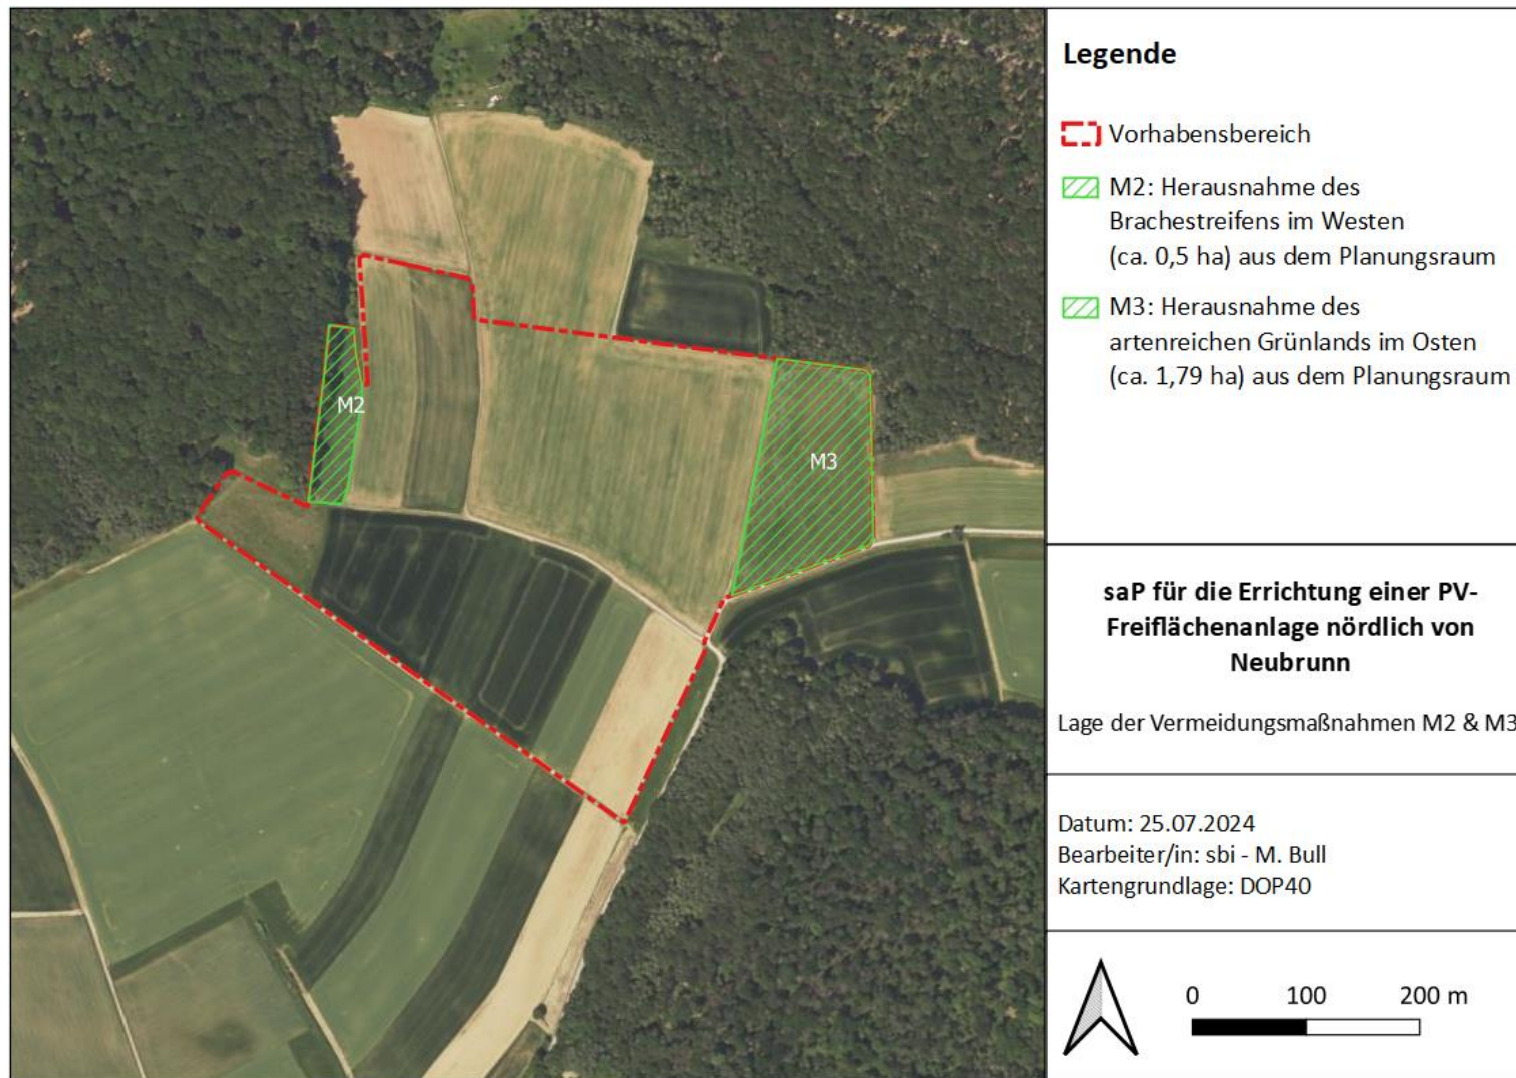 Legende
Vorhabensbereich
M2: Herausnahme des
Brachestreifens im Westen
(ca. 0,5 ha) aus dem Planungsraum
M3: Herausnahme des
artenreichen Grünlands im Osten
(ca. 1,79 ha) aus dem Planungsraum
M2
M3
saP für die Errichtung einer PV-
Freiflächenanlage nördlich von
Neubrunn
Lage der Vermeidungsmaßnahmen M2 & M3
Datum: 25.07.2024
Bearbeiter/in: sbi - M. Bull
Kartengrundlage: DOP40
0 100 200 m